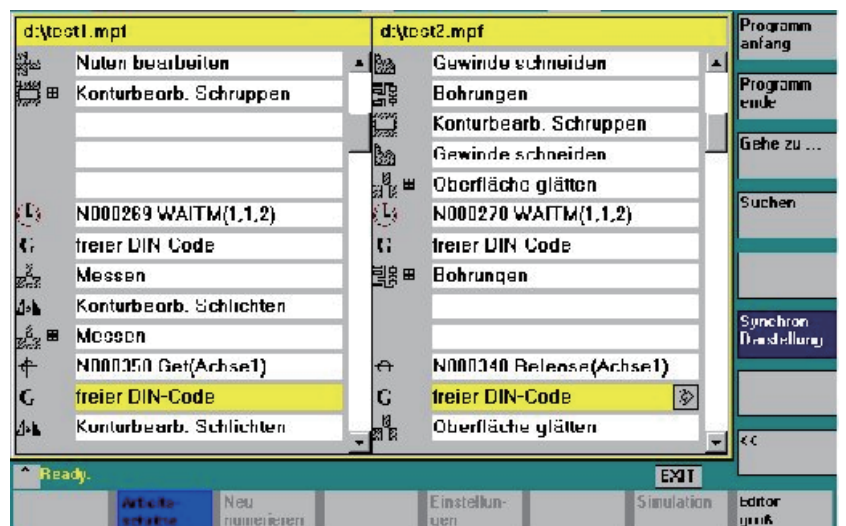 d:\test1.mpf
Nuten bearbeiten
Konturbearb. Schruppen
N000269 WAITM(1,1,2)
freier DIN-Code
Messen
Konturbearb. Schlichten
Messen
N000350 Get(Achse1)
freier DIN-Code
Konturbearb. Schlichten
d:\test2.mpf
Gewinde schneiden
Bohrungen
Konturbearb. Schruppen
Gewinde schneiden
Oberfläche glätten
N000270 WAITM(1,1,2)
freier DIN-Code
Bohrungen
N000340 Release(Achse1)
freier DIN-Code
Oberfläche glätten
Programm
anfang
Programm
ende
Gehe zu ...
Suchen
Synchron
Darstellung
<<
^ Ready.
EXIT
Neu
numerieren
Einstellun-
gen
Simulation
Editor
groß